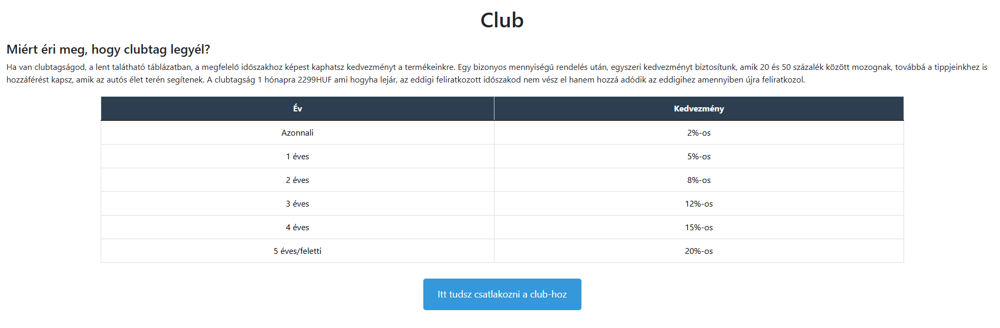 Club
Miért éri meg, hogy clubtag legyél?
Ha van clubtagságod, a lent talátható táblázatban, a megfelelő időszakhoz képest kaphatsz kedvezményt a termékeinkre. Egy bizonyos mennyiségű rendelés után, egyszeri kedvezményt biztosítunk, amik 20 és 50 százalék között mozognak, továbbá a tippjeinkhez is
hozzáférést kapsz, amik az autós élet terén segítenek. A clubtagság 1 hónapra 2299HUF ami hogyha lejár, az eddigi feliratkozott időszakod nem vész el hanem hozzá adódik az eddigihez amennyiben újra feliratkozol.
Év Kedvezmény
Azonnali 2%-os
1 éves 5%-os
2 éves 8%-os
3 éves 12%-os
4 éves 15%-os
5 éves/feletti 20%-os
Itt tudsz csatlakozni a club-hoz